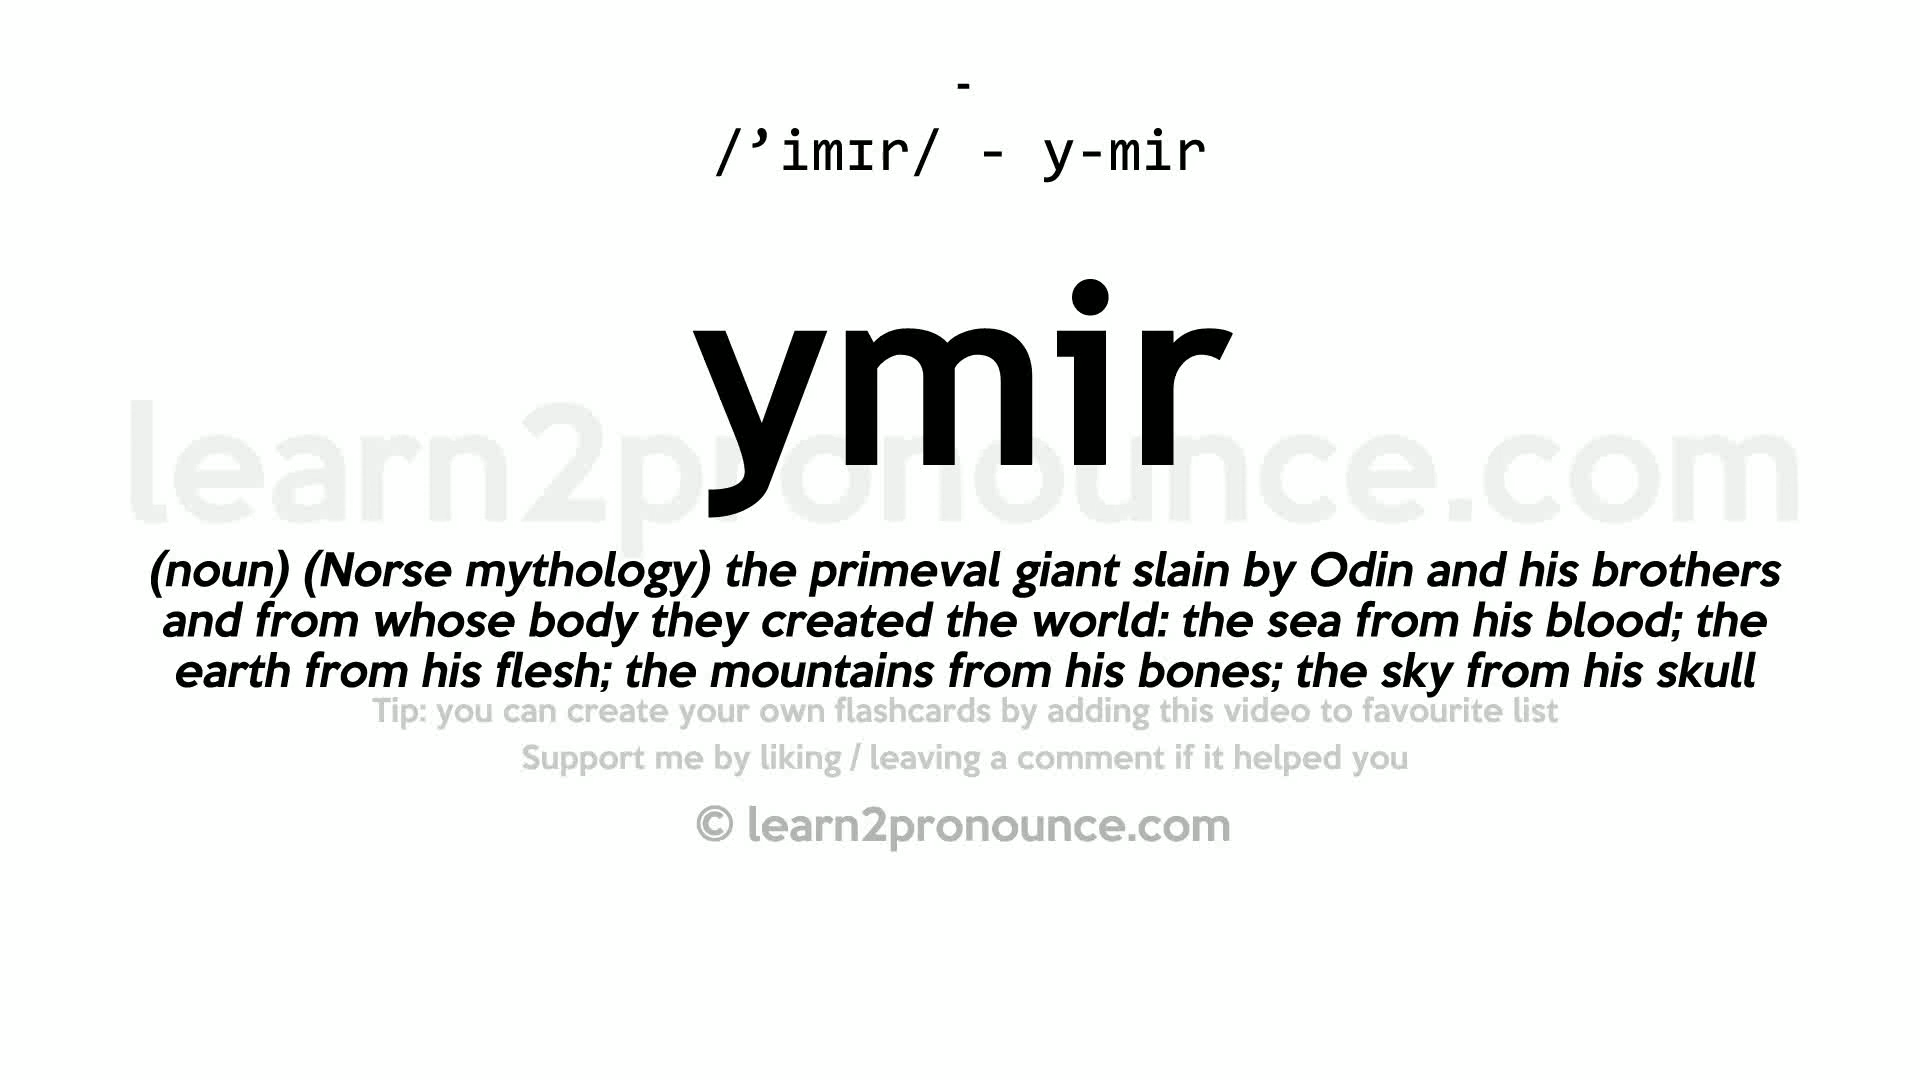 -
/’imɪr/ - y-mir
ymir
learn2pronounce.com
(noun) (Norse mythology) the primeval giant slain by Odin and his brothers
and from whose body they created the world: the sea from his blood; the
earth from his flesh; the mountains from his bones; the sky from his skull
Tip: you can create your own flashcards by adding this video to favourite list
Support me by liking / leaving a comment if it helped you
© learn2pronounce.com